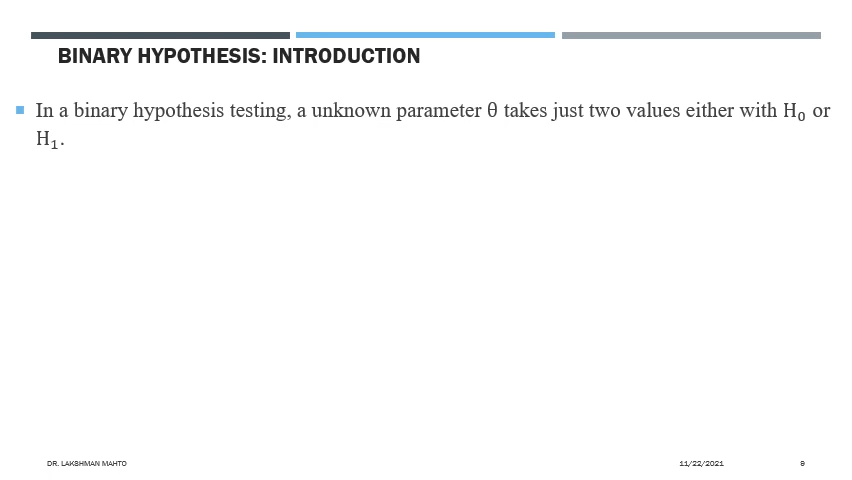 BINARY HYPOTHESIS: INTRODUCTION
In a binary hypothesis testing, a unknown parameter θ takes just two values either with H₀ or
H₁.
DR. LAKSHMAN MAHTO 11/22/2021 9